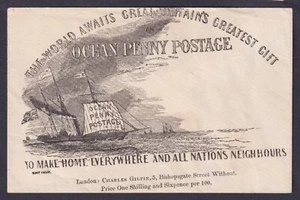 THE WORLD AWAITS GREAT BRITAIN'S GREATEST GIFT
OCEAN PENNY POSTAGE
OCEAN
PENNY
POSTAGE
TO MAKE HOME EVERYWHERE AND ALL NATIONS NEIGHBOURS
London: CHARLES GILPIN, 5, Bishopsgate Street Without.
Price One Shilling and Sixpence per 100.